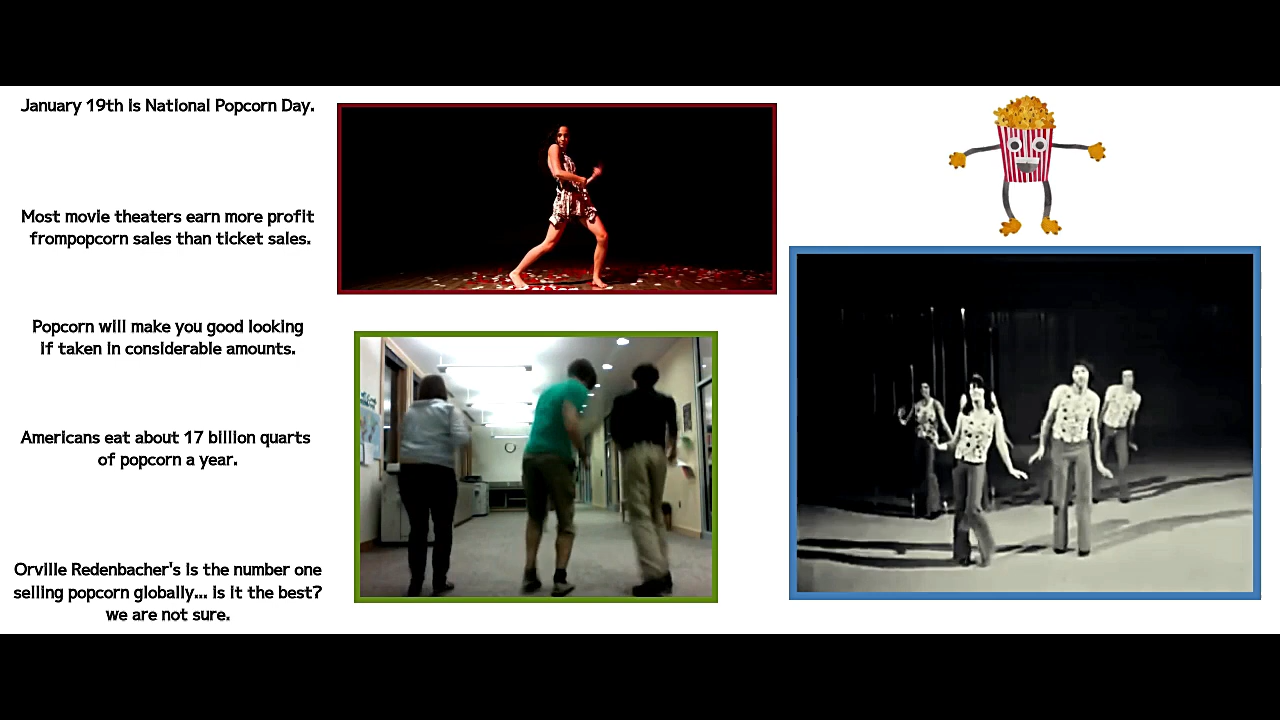 January 19th is National Popcorn Day.
Most movie theaters earn more profit
frompopcorn sales than ticket sales.
Popcorn will make you good looking
if taken in considerable amounts.
Americans eat about 17 billion quarts
of popcorn a year.
Orville Redenbacher's is the number one
selling popcorn globally... is it the best?
we are not sure.